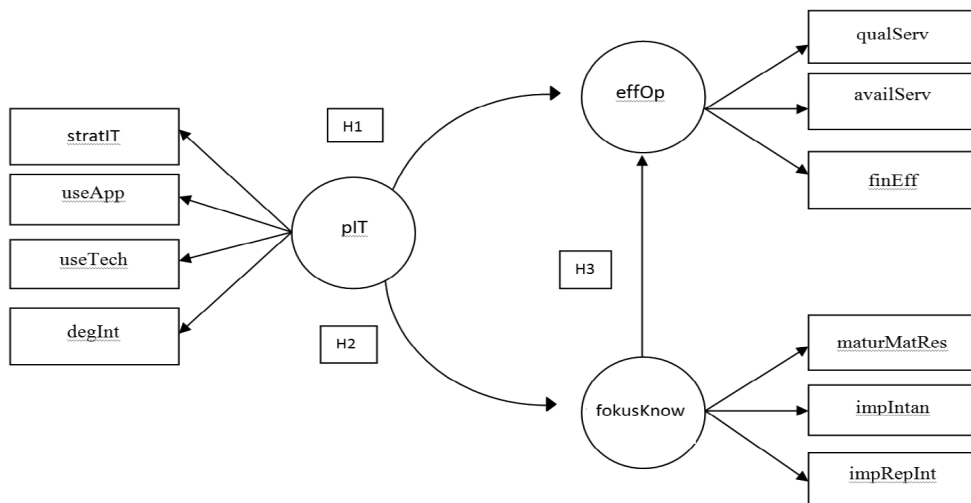 stratIT
useApp
useTech
degInt
H1
pIT
H2
effOp
H3
fokusKnow
qualServ
availServ
finEff
maturMatRes
impIntan
impRepInt